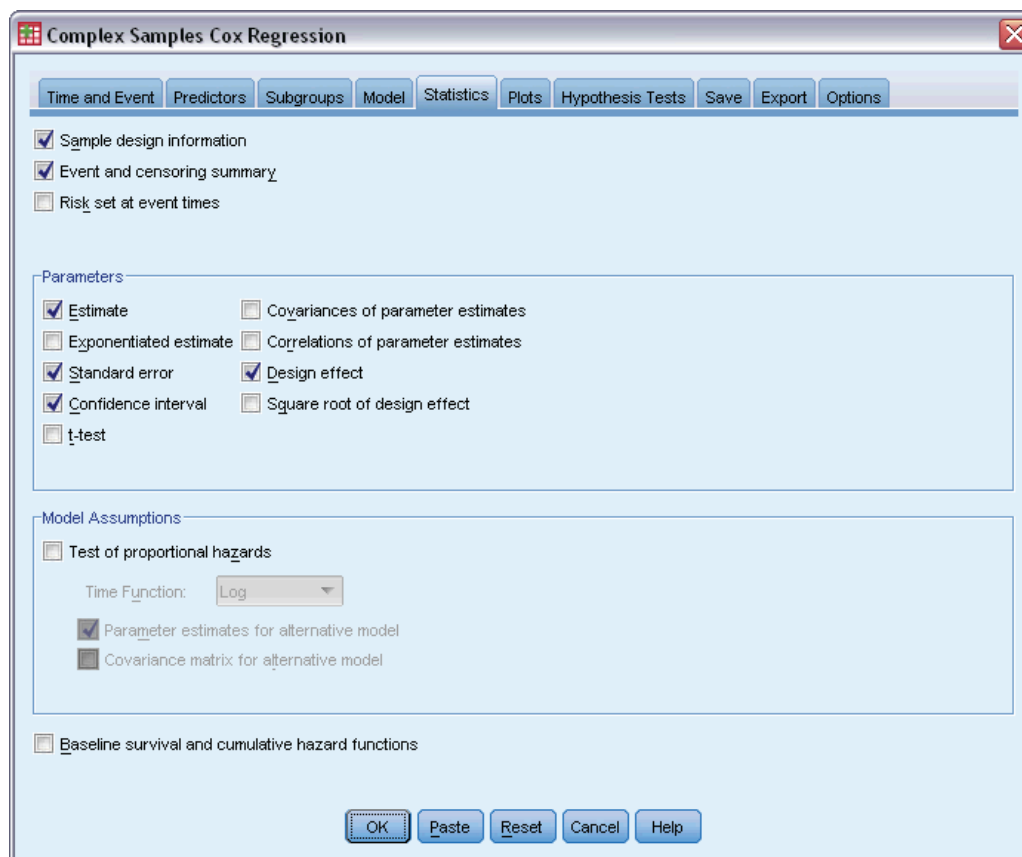 Complex Samples Cox Regression
Time and Event Predictors Subgroups Model Statistics Plots Hypothesis Tests Save Export Options
Sample design information
Event and censoring summary
Risk set at event times
Parameters
Estimate Covariances of parameter estimates
Exponentiated estimate Correlations of parameter estimates
Standard error Design effect
Confidence interval Square root of design effect
t-test
Model Assumptions
Test of proportional hazards
Time Function: Log
Parameter estimates for alternative model
Covariance matrix for alternative model
Baseline survival and cumulative hazard functions
OK Paste Reset Cancel Help